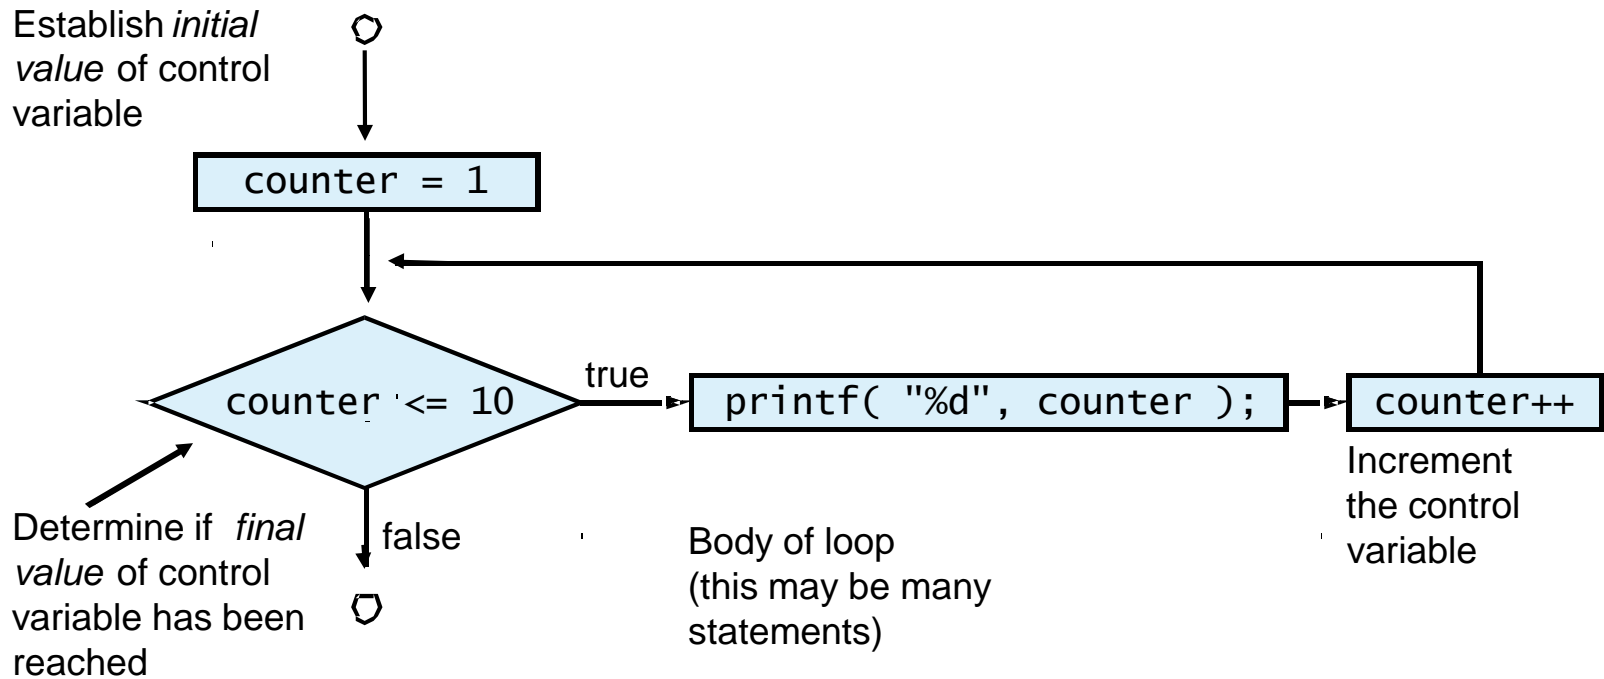 Establish initial
value of control
variable
counter = 1
counter <= 10
true
printf( "%d", counter );
counter++
Increment
the control
variable
false
Determine if final
value of control
variable has been
reached
Body of loop
(this may be many
statements)